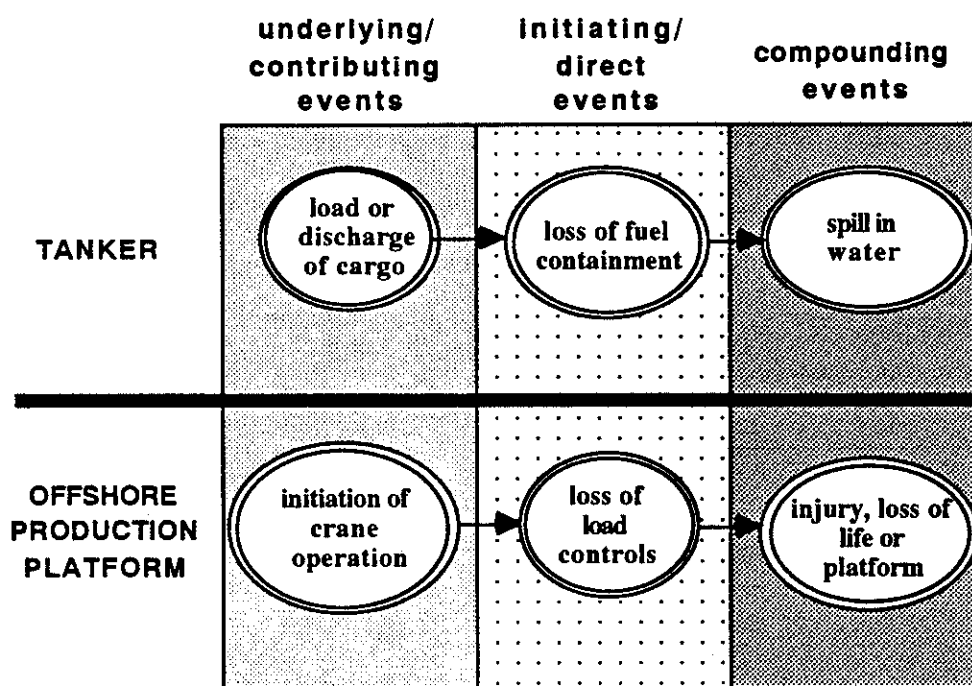 underlying/
contributing
events
initiating/
direct
events
compounding
events
TANKER
load or
discharge
of cargo
loss of fuel
containment
spill in
water
OFFSHORE
PRODUCTION
PLATFORM
initiation of
crane
operation
loss of
load
controls
injury, loss of
life or
platform